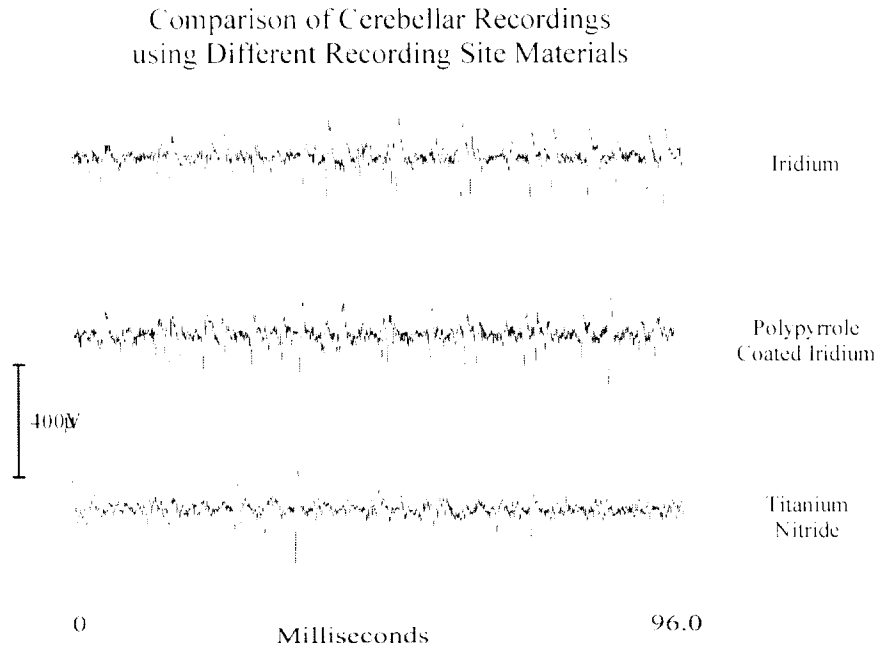 Comparison of Cerebellar Recordings
using Different Recording Site Materials
Iridium
Polypyrrole
Coated Iridium
400µV
Titanium
Nitride
0
96.0
Milliseconds